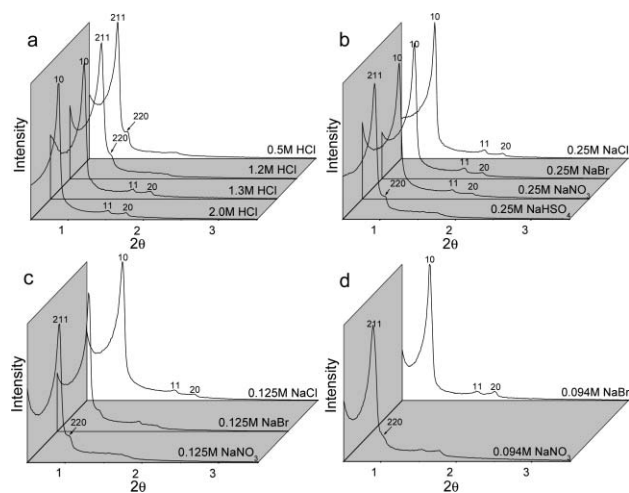 a
211
211
10
10
220
220
Intensity
0.5M HCl
1.2M HCl
11 20
1.3M HCl
11 20
2.0M HCl
1 2 3
2θ
b
10
10
10
211
11 20
0.25M NaCl
11 20
0.25M NaBr
11 20
0.25M NaNO₃
220
0.25M NaHSO₄
Intensity
1 2 3
2θ
c
10
211
11 20
0.125M NaCl
0.125M NaBr
220
0.125M NaNO₃
Intensity
1 2 3
2θ
d
10
211
11 20
0.094M NaBr
220
0.094M NaNO₃
Intensity
1 2 3
2θ